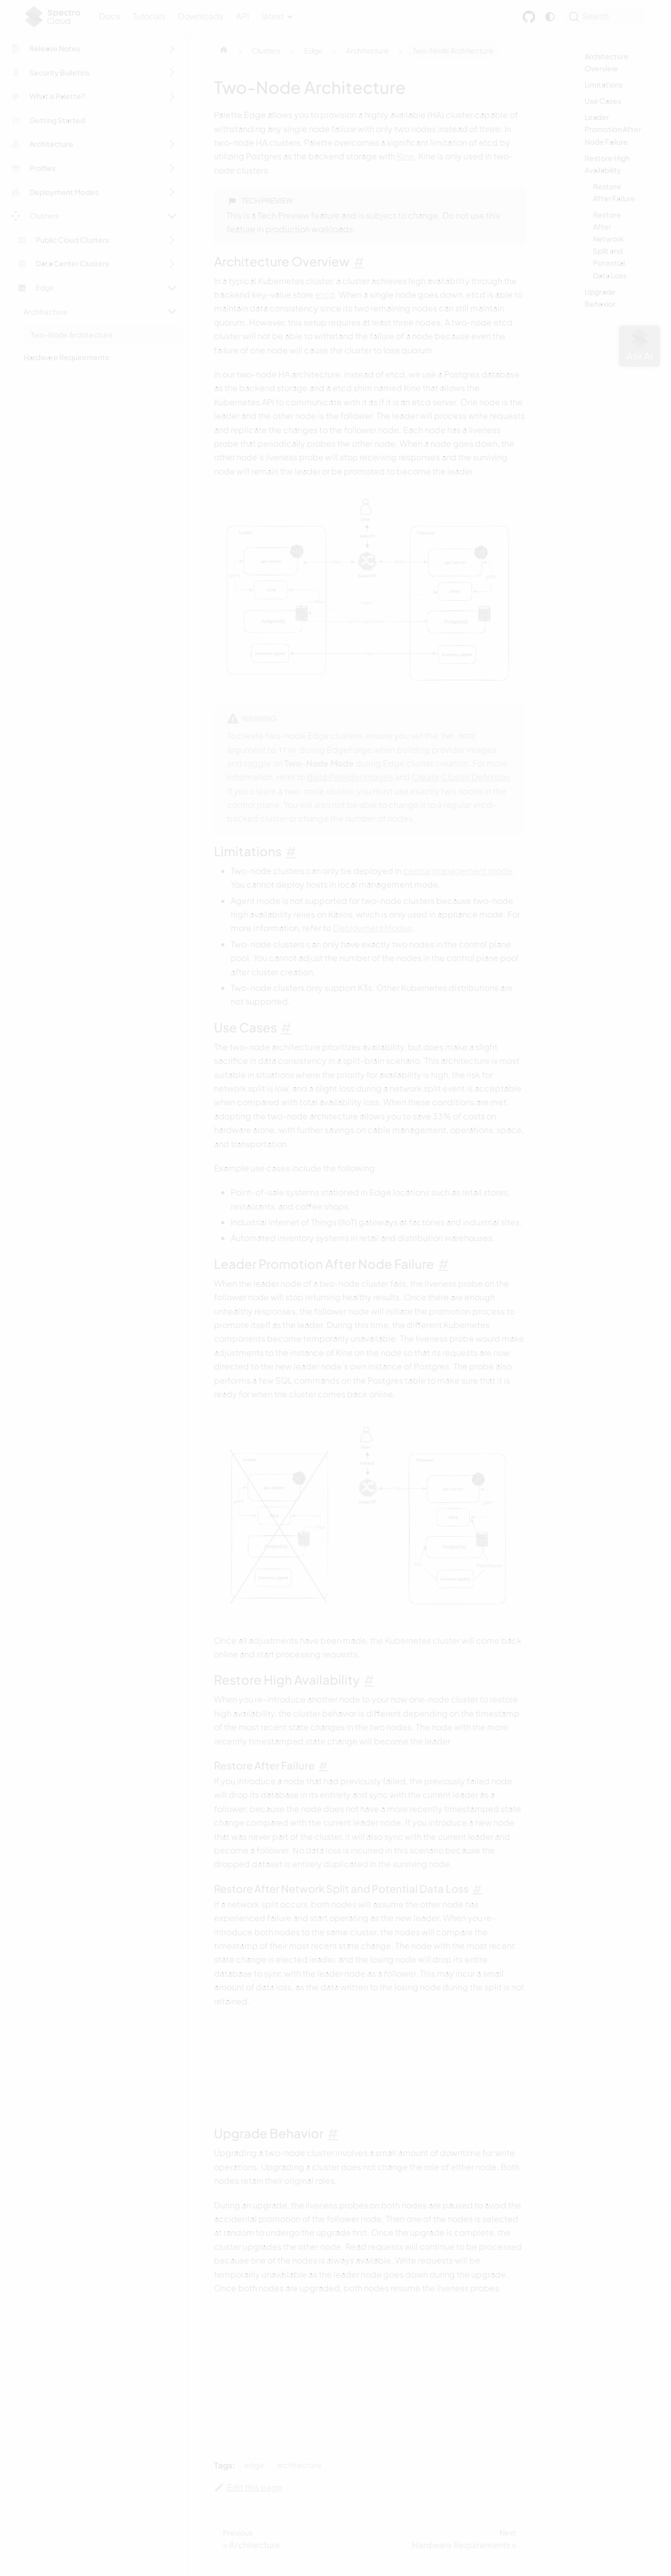 Spectro Cloud
Docs Tutorials Downloads API latest
Search
Release Notes
Security Bulletins
What is Palette?
Getting Started
Architecture
Profiles
Deployment Modes
Clusters
Public Cloud Clusters
Data Center Clusters
Edge
Architecture
Two-Node Architecture
Hardware Requirements
Clusters Edge Architecture Two-Node Architecture
Two-Node Architecture
Palette Edge allows you to provision a highly available (HA) cluster capable of
withstanding any single node failure with only two nodes instead of three. In
two-node HA clusters, Palette overcomes a significant limitation of etcd by
utilizing Postgres as the backend storage with Kine. Kine is only used in two-
node clusters.
TECH PREVIEW
This is a Tech Preview feature and is subject to change. Do not use this
feature in production workloads.
Architecture Overview #
In a typical Kubernetes cluster, a cluster achieves high availability through the
backend key-value store etcd. When a single node goes down, etcd is able to
maintain data consistency since its two remaining nodes can still maintain
quorum. However, this setup requires at least three nodes. A two-node etcd
cluster will not be able to withstand the failure of a node because even the
failure of one node will cause the cluster to lose quorum.
In our two-node HA architecture, instead of etcd, we use a Postgres database
as the backend storage and a etcd shim named Kine that allows the
Kubernetes API to communicate with it as if it is an etcd server. One node is the
leader and the other node is the follower. The leader will process write requests
and replicate the changes to the follower node. Each node has a liveness
probe that periodically probes the other node. When a node goes down, the
other node's liveness probe will stop receiving responses and the surviving
node will remain the leader or be promoted to become the leader.
WARNING
To create two-node Edge clusters, ensure you set the
argument to true during EdgeForge when building provider images
and toggle on Two-Node Mode during Edge cluster creation. For more
information, refer to Build Provider Images and Create Cluster Definition.
If you create a two-node cluster, you must use exactly two nodes in the
control plane. You will also not be able to change it to a regular etcd-
backed cluster or change the number of nodes.
Limitations #
Two-node clusters can only be deployed in central management mode.
You cannot deploy hosts in local management mode.
Agent mode is not supported for two-node clusters because two-node
high availability relies on Kairos, which is only used in appliance mode. For
more information, refer to Deployment Modes.
Two-node clusters can only have exactly two nodes in the control plane
pool. You cannot adjust the number of the nodes in the control plane pool
after cluster creation.
Two-node clusters only support K3s. Other Kubernetes distributions are
not supported.
Use Cases #
The two-node architecture prioritizes availability, but does make a slight
sacrifice in data consistency in a split-brain scenario. This architecture is most
suitable in situations where the priority for availability is high, the risk for
network split is low, and a slight loss during a network split event is acceptable
when compared with total availability loss. When these conditions are met,
adopting the two-node architecture allows you to save 33% of costs on
hardware alone, with further savings on cable management, operations, space,
and transportation.
Example use cases include the following:
Point-of-sale systems stationed in Edge locations such as retail stores,
restaurants, and coffee shops.
Industrial Internet of Things (IIoT) gateways at factories and industrial sites.
Automated inventory systems in retail and distribution warehouses.
Leader Promotion After Node Failure #
When the leader node of a two-node cluster fails, the liveness probe on the
follower node will stop returning healthy results. Once there are enough
unhealthy responses, the follower node will initiate the promotion process to
promote itself as the leader. During this time, the different Kubernetes
components become temporarily unavailable. The liveness probe would make
adjustments to the instance of Kine on the node so that its requests are now
directed to the new leader node's own instance of Postgres. The probe also
performs a few SQL commands on the Postgres table to make sure that it is
ready for when the cluster comes back online.
Once all adjustments have been made, the Kubernetes cluster will come back
online and start processing requests.
Restore High Availability #
When you re-introduce another node to your now one-node cluster to restore
high availability, the cluster behavior is different depending on the timestamp
of the most recent state changes in the two nodes. The node with the more
recently timestamped state change will become the leader.
Restore After Failure #
If you introduce a node that had previously failed, the previously failed node
will drop its database in its entirety and sync with the current leader as a
follower, because the node does not have a more recently timestamped state
change compared with the current leader node. If you introduce a new node
that was never part of the cluster, it will also sync with the current leader and
become a follower. No data loss is incurred in this scenario because the
dropped dataset is entirely duplicated in the surviving node.
Restore After Network Split and Potential Data Loss #
If a network split occurs, both nodes will assume the other node has
experienced failure and start operating as the new leader. When you re-
introduce both nodes to the same cluster, the nodes will compare the
timestamp of their most recent state change. The node with the most recent
state change is elected leader, and the losing node will drop its entire
database to sync with the leader node as a follower. This may incur a small
amount of data loss, as the data written to the losing node during the split is not
retained.
Upgrade Behavior #
Upgrading a two-node cluster involves a small amount of downtime for write
operations. Upgrading a cluster does not change the role of either node. Both
nodes retain their original roles.
During an upgrade, the liveness probes on both nodes are paused to avoid the
accidental promotion of the follower node. Then one of the nodes is selected
at random to undergo the upgrade first. Once the upgrade is complete, the
cluster upgrades the other node. Read requests will continue to be processed
because one of the nodes is always available. Write requests will be
temporarily unavailable as the leader node goes down during the upgrade.
Once both nodes are upgraded, both nodes resume the liveness probes.
Tags: edge architecture
Edit this page
Previous
« Architecture
Next
Hardware Requirements »
Architecture
Overview
Limitations
Use Cases
Leader
Promotion After
Node Failure
Restore High
Availability
Restore
After Failure
Restore
After
Network
Split and
Potential
Data Loss
Upgrade
Behavior
Ask AI